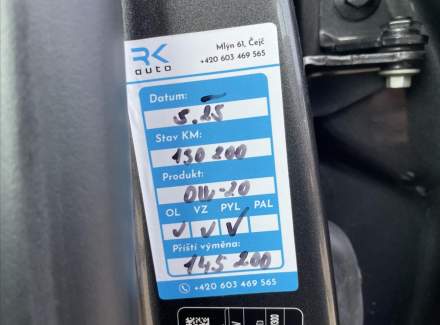 RK
auto
Mlýn 61, Čejč
+420 603 469 565
Datum:
5.25
Stav KM:
130 200
Produkt:
0W-20
OL VZ PYL PAL
✓ ✓ ✓
Příští výměna:
145 200
+420 603 469 565